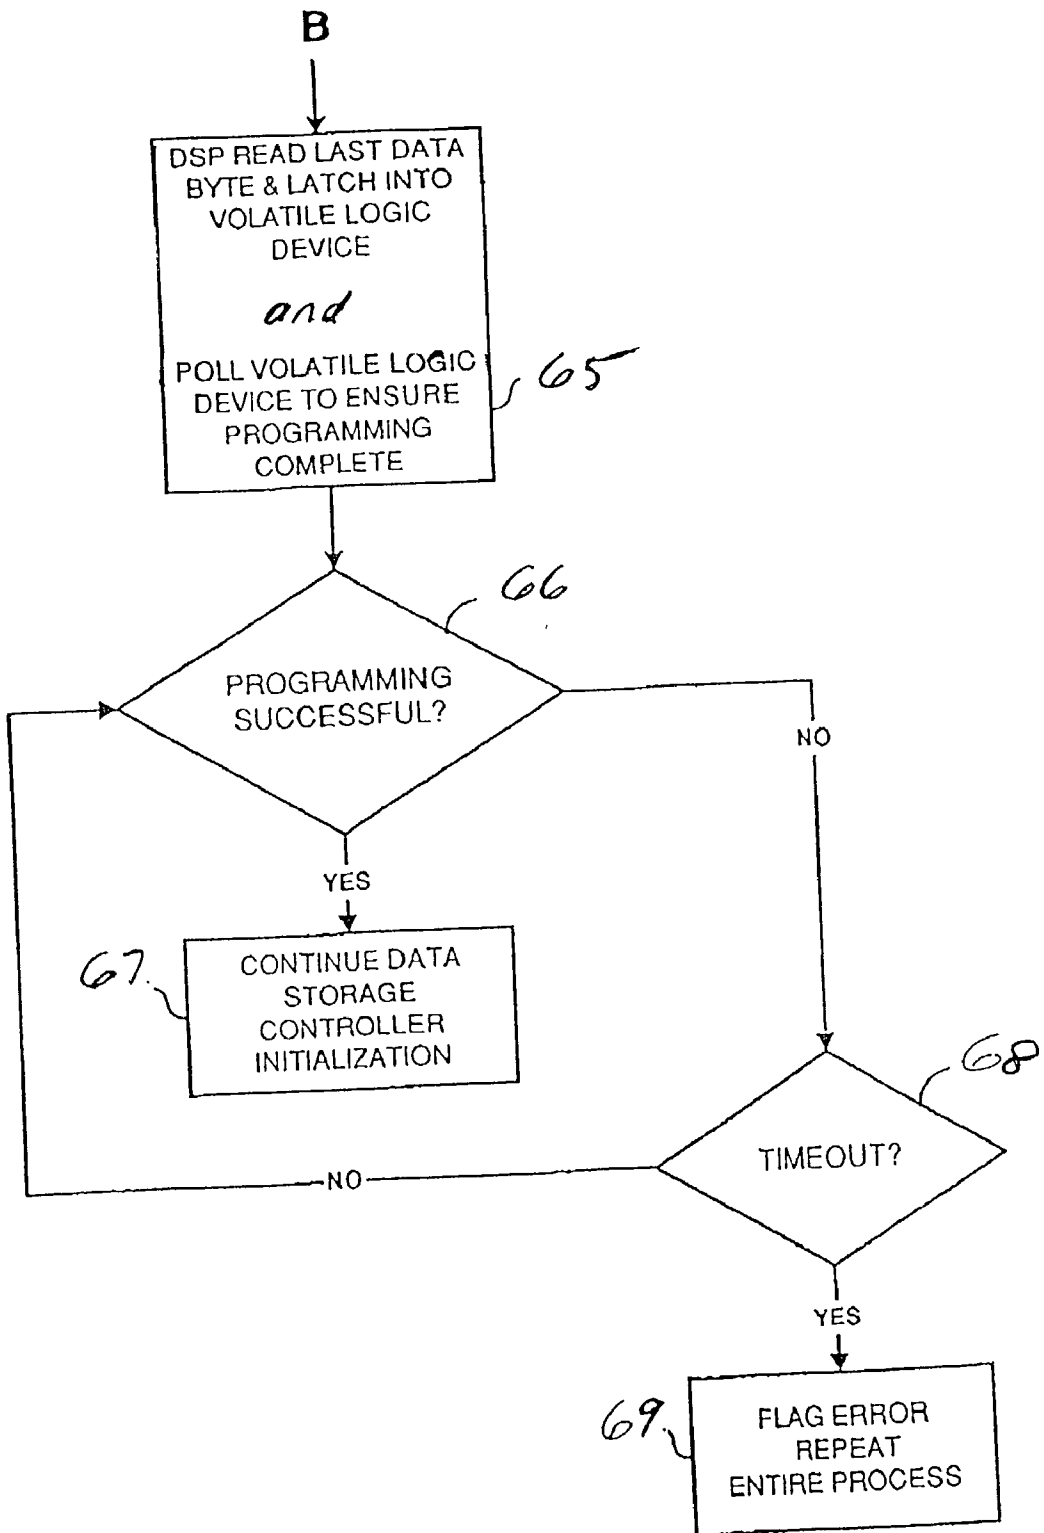 B
DSP READ LAST DATA
BYTE & LATCH INTO
VOLATILE LOGIC
DEVICE
and
POLL VOLATILE LOGIC
DEVICE TO ENSURE
PROGRAMMING
COMPLETE
65
66
PROGRAMMING
SUCCESSFUL?
NO
YES
67
CONTINUE DATA
STORAGE
CONTROLLER
INITIALIZATION
68
TIMEOUT?
NO
YES
69
FLAG ERROR
REPEAT
ENTIRE PROCESS